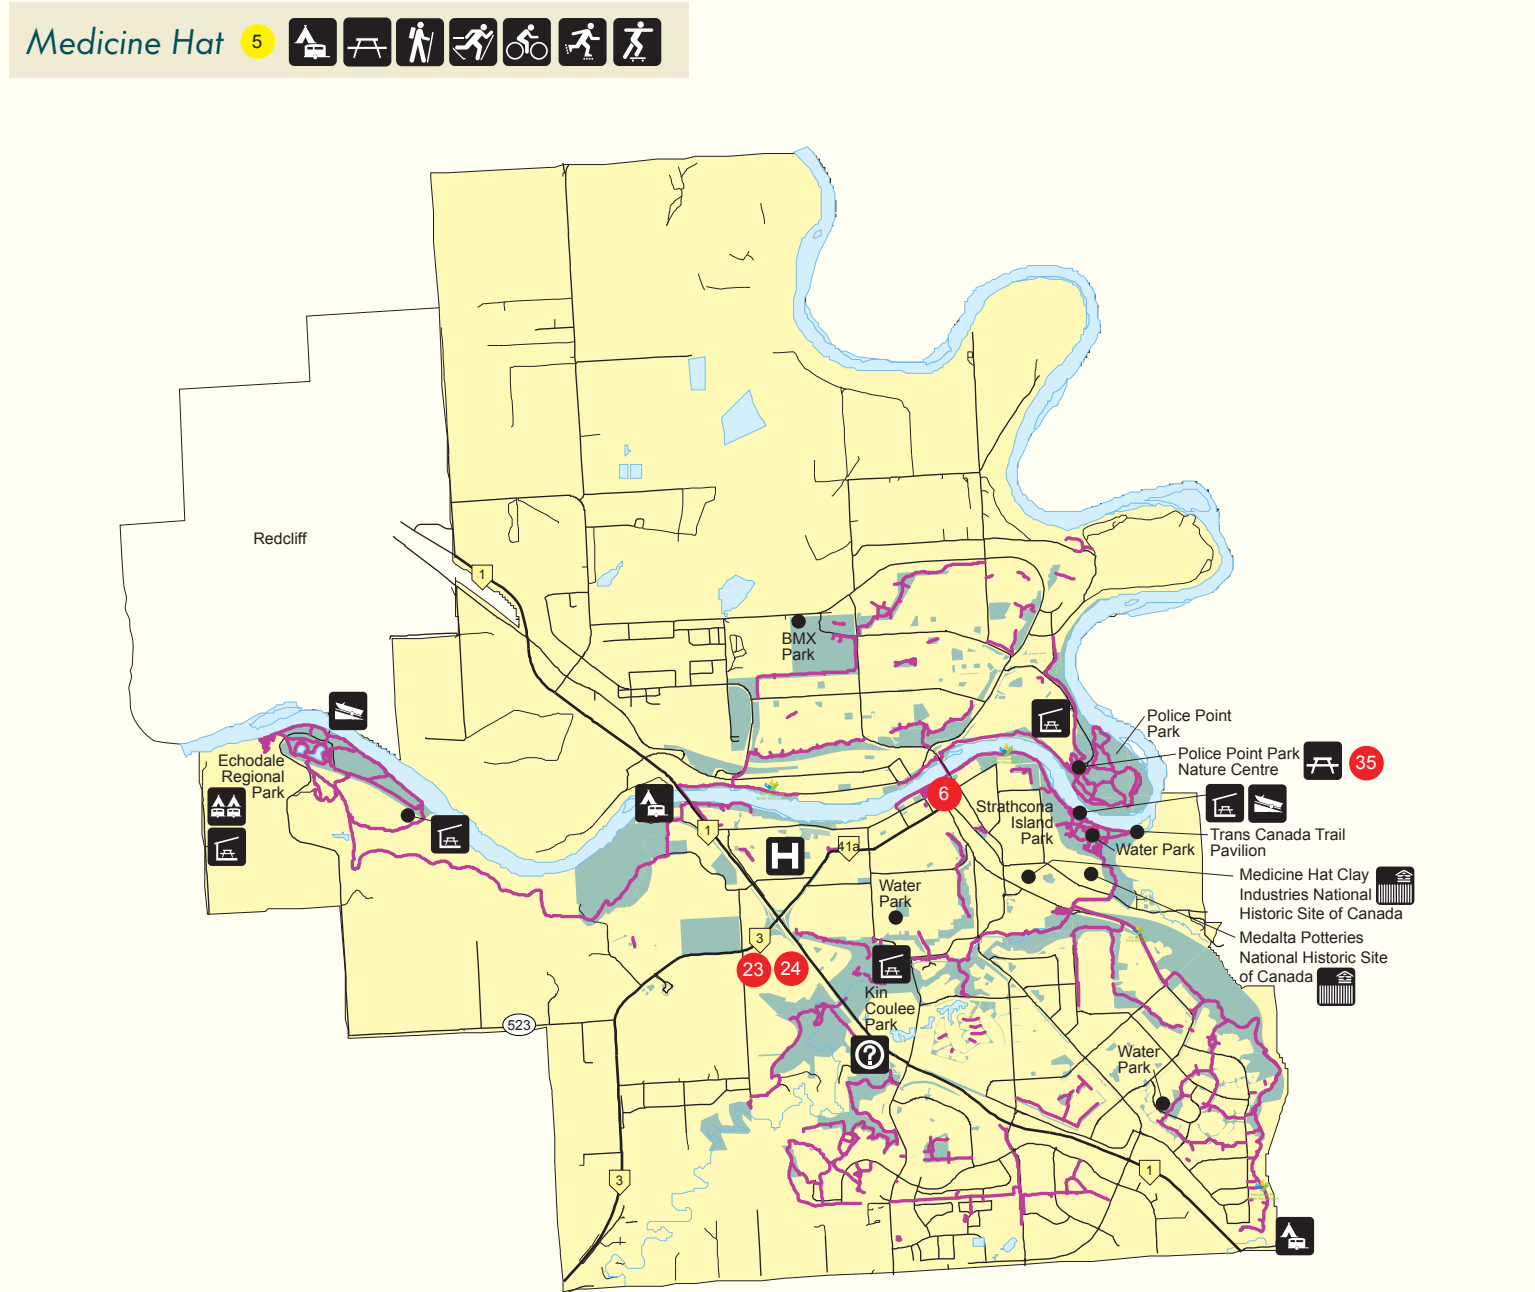 Medicine Hat 5
Redcliff
1
BMX
Park
Police Point
Park
Police Point Park
Nature Centre
35
Echodale
Regional
Park
6
Strathcona
Island
Park
1
41a
H
Trans Canada Trail
Pavilion
Water Park
Water
Park
Medicine Hat Clay
Industries National
Historic Site of Canada
Medalta Potteries
National Historic Site
of Canada
3
23
24
Kin
Coulee
Park
523
?
Water
Park
3
1